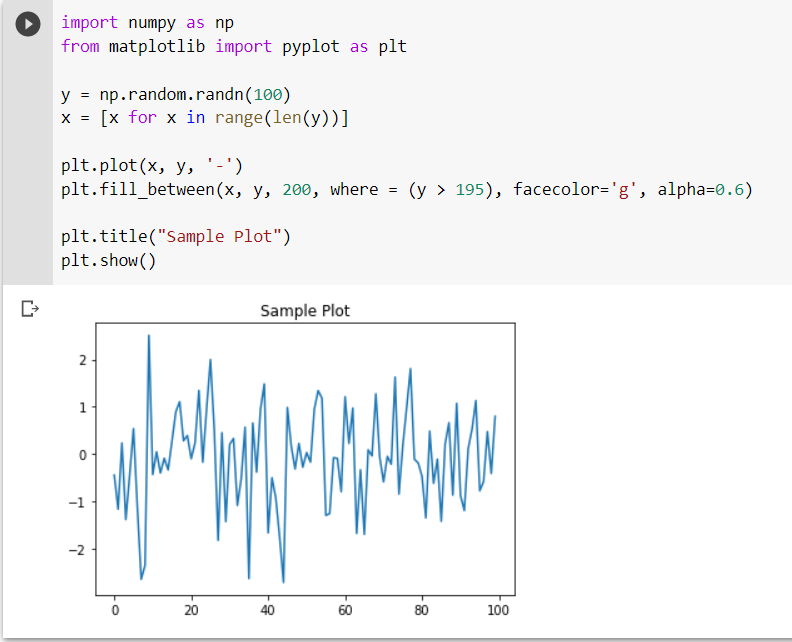 import numpy as np
from matplotlib import pyplot as plt
y = np.random.randn(100)
x = [x for x in range(len(y))]
plt.plot(x, y, '-')
plt.fill_between(x, y, 200, where = (y > 195), facecolor='g', alpha=0.6)
plt.title("Sample Plot")
plt.show()
Sample Plot
2
1
0
−1
−2
0 20 40 60 80 100